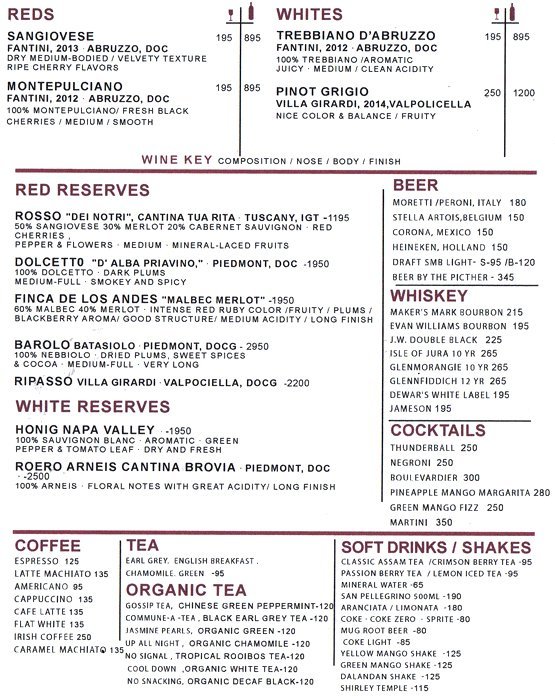 REDS
SANGIOVESE 195 895
FANTINI, 2013 · ABRUZZO, DOC
DRY MEDIUM-BODIED / VELVETY TEXTURE
RIPE CHERRY FLAVORS
MONTEPULCIANO 195 895
FANTINI, 2012 · ABRUZZO, DOC
100% MONTEPULCIANO/ FRESH BLACK
CHERRIES / MEDIUM / SMOOTH
WHITES
TREBBIANO D'ABRUZZO 195 895
FANTINI, 2012 · ABRUZZO, DOC
100% TREBBIANO /AROMATIC
JUICY · MEDIUM / CLEAN ACIDITY
PINOT GRIGIO 250 1200
VILLA GIRARDI, 2014,VALPOLICELLA
NICE COLOR & BALANCE / FRUITY
WINE KEY COMPOSITION / NOSE / BODY / FINISH
RED RESERVES
ROSSO "DEI NOTRI", CANTINA TUA RITA · TUSCANY, IGT -1195
50% SANGIOVESE 30% MERLOT 20% CABERNET SAUVIGNON · RED
CHERRIES ,
PEPPER & FLOWERS · MEDIUM · MINERAL-LACED FRUITS
DOLCETT0 "D' ALBA PRIAVINO," · PIEDMONT, DOC -1950
100% DOLCETTO · DARK PLUMS
MEDIUM-FULL · SMOKEY AND SPICY
FINCA DE LOS ANDES "MALBEC MERLOT" -1950
60% MALBEC 40% MERLOT · INTENSE RED RUBY COLOR /FRUITY / PLUMS /
BLACKBERRY AROMA/ GOOD STRUCTURE/ MEDIUM ACIDITY / LONG FINISH
BAROLO BATASIOLO · PIEDMONT, DOCG - 2950
100% NEBBIOLO · DRIED PLUMS, SWEET SPICES
& COCOA · MEDIUM-FULL · VERY LONG
RIPASSO VILLA GIRARDI · VALPOCIELLA, DOCG -2200
WHITE RESERVES
HONIG NAPA VALLEY · -1950
100% SAUVIGNON BLANC · AROMATIC · GREEN
PEPPER & TOMATO LEAF · DRY AND FRESH
ROERO ARNEIS CANTINA BROVIA · PIEDMONT, DOC
· -2500
100% ARNEIS · FLORAL NOTES WITH GREAT ACIDITY/ LONG FINISH
BEER
MORETTI /PERONI, ITALY 180
STELLA ARTOIS,BELGIUM 150
CORONA, MEXICO 150
HEINEKEN, HOLLAND 150
DRAFT SMB LIGHT- S-95 /B-120
BEER BY THE PICTHER - 345
WHISKEY
MAKER'S MARK BOURBON 215
EVAN WILLIAMS BOURBON 195
J.W. DOUBLE BLACK 225
ISLE OF JURA 10 YR 265
GLENMORANGIE 10 YR 265
GLENNFIDDICH 12 YR 265
DEWAR'S WHITE LABEL 195
JAMESON 195
COCKTAILS
THUNDERBALL 250
NEGRONI 250
BOULEVARDIER 300
PINEAPPLE MANGO MARGARITA 280
GREEN MANGO FIZZ 250
MARTINI 350
COFFEE
ESPRESSO 125
LATTE MACHIATO 135
AMERICANO 95
CAPPUCCINO 135
CAFE LATTE 135
FLAT WHITE 135
IRISH COFFEE 250
CARAMEL MACHIATO 135
TEA
EARL GREY. ENGLISH BREAKFAST .
CHAMOMILE. GREEN -95
ORGANIC TEA
GOSSIP TEA, CHINESE GREEN PEPPERMINT-120
COMMUNE-A -TEA, BLACK EARL GREY TEA -120
JASMINE PEARLS, ORGANIC GREEN -120
UP ALL NIGHT , ORGANIC CHAMOMILE -120
NO SIGNAL , TROPICAL ROOIBOS TEA-120
COOL DOWN ,ORGANIC WHITE TEA-120
NO SNACKING, ORGANIC DECAF BLACK-120
SOFT DRINKS / SHAKES
CLASSIC ASSAM TEA /CRIMSON BERRY TEA -95
PASSION BERRY TEA / LEMON ICED TEA -95
MINERAL WATER -65
SAN PELLEGRINO 500ML -190
ARANCIATA / LIMONATA -180
COKE · COKE ZERO · SPRITE -80
MUG ROOT BEER -80
COKE LIGHT -85
YELLOW MANGO SHAKE -125
GREEN MANGO SHAKE -125
DALANDAN SHAKE -125
SHIRLEY TEMPLE -115